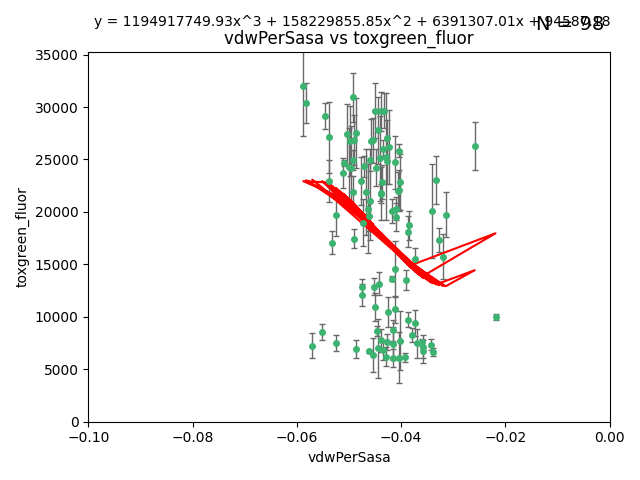 y = 1194917749.93x^3 + 158229855.85x^2 + 6391307.01x + 94587.18
N = 98
vdwPerSasa vs toxgreen_fluor
35000
30000
25000
20000
15000
10000
5000
0
toxgreen_fluor
−0.10
−0.08
−0.06
−0.04
−0.02
0.00
vdwPerSasa